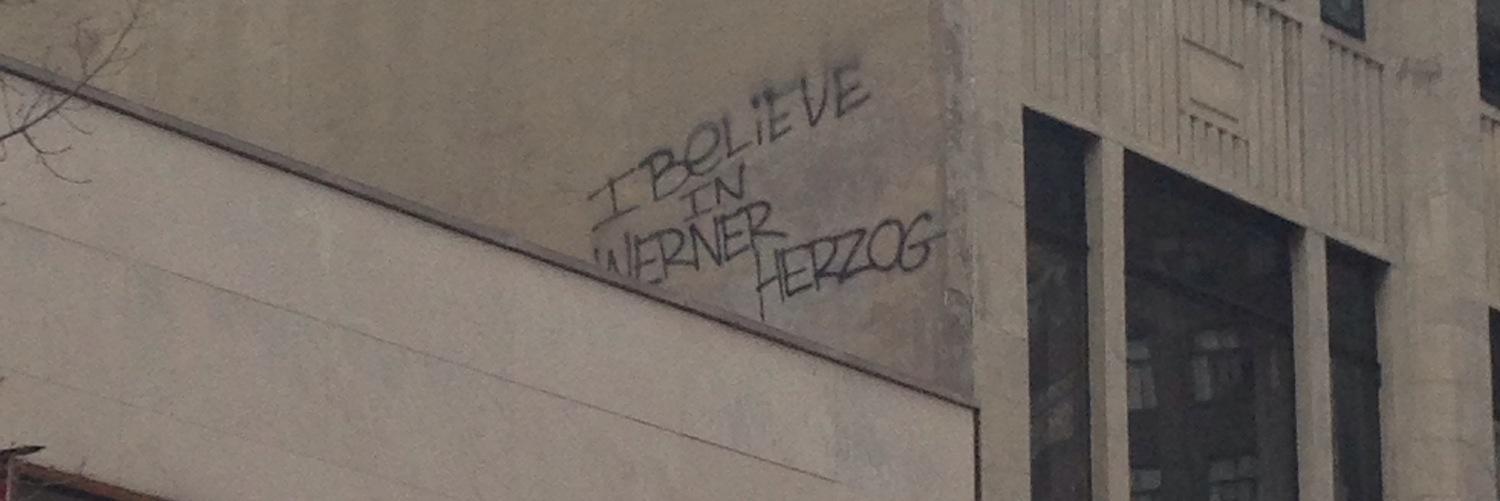 I BELiEVE
IN
WERNER
HERZOG